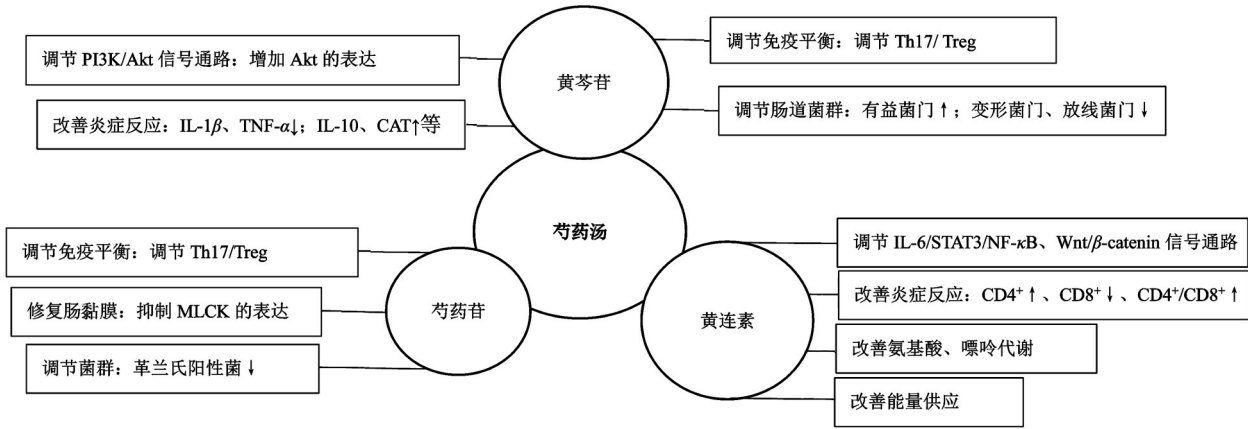 调节 PI3K/Akt 信号通路：增加 Akt 的表达
改善炎症反应：IL-1β、TNF-α↓；IL-10、CAT↑等
黄芩苷
调节免疫平衡：调节 Th17/ Treg
调节肠道菌群：有益菌门↑；变形菌门、放线菌门↓
芍药汤
调节免疫平衡：调节 Th17/Treg
修复肠黏膜：抑制 MLCK 的表达
调节菌群：革兰氏阳性菌↓
芍药苷
黄连素
调节 IL-6/STAT3/NF-κB、Wnt/β-catenin 信号通路
改善炎症反应：CD4⁺↑、CD8⁺↓、CD4⁺/CD8⁺↑
改善氨基酸、嘌呤代谢
改善能量供应